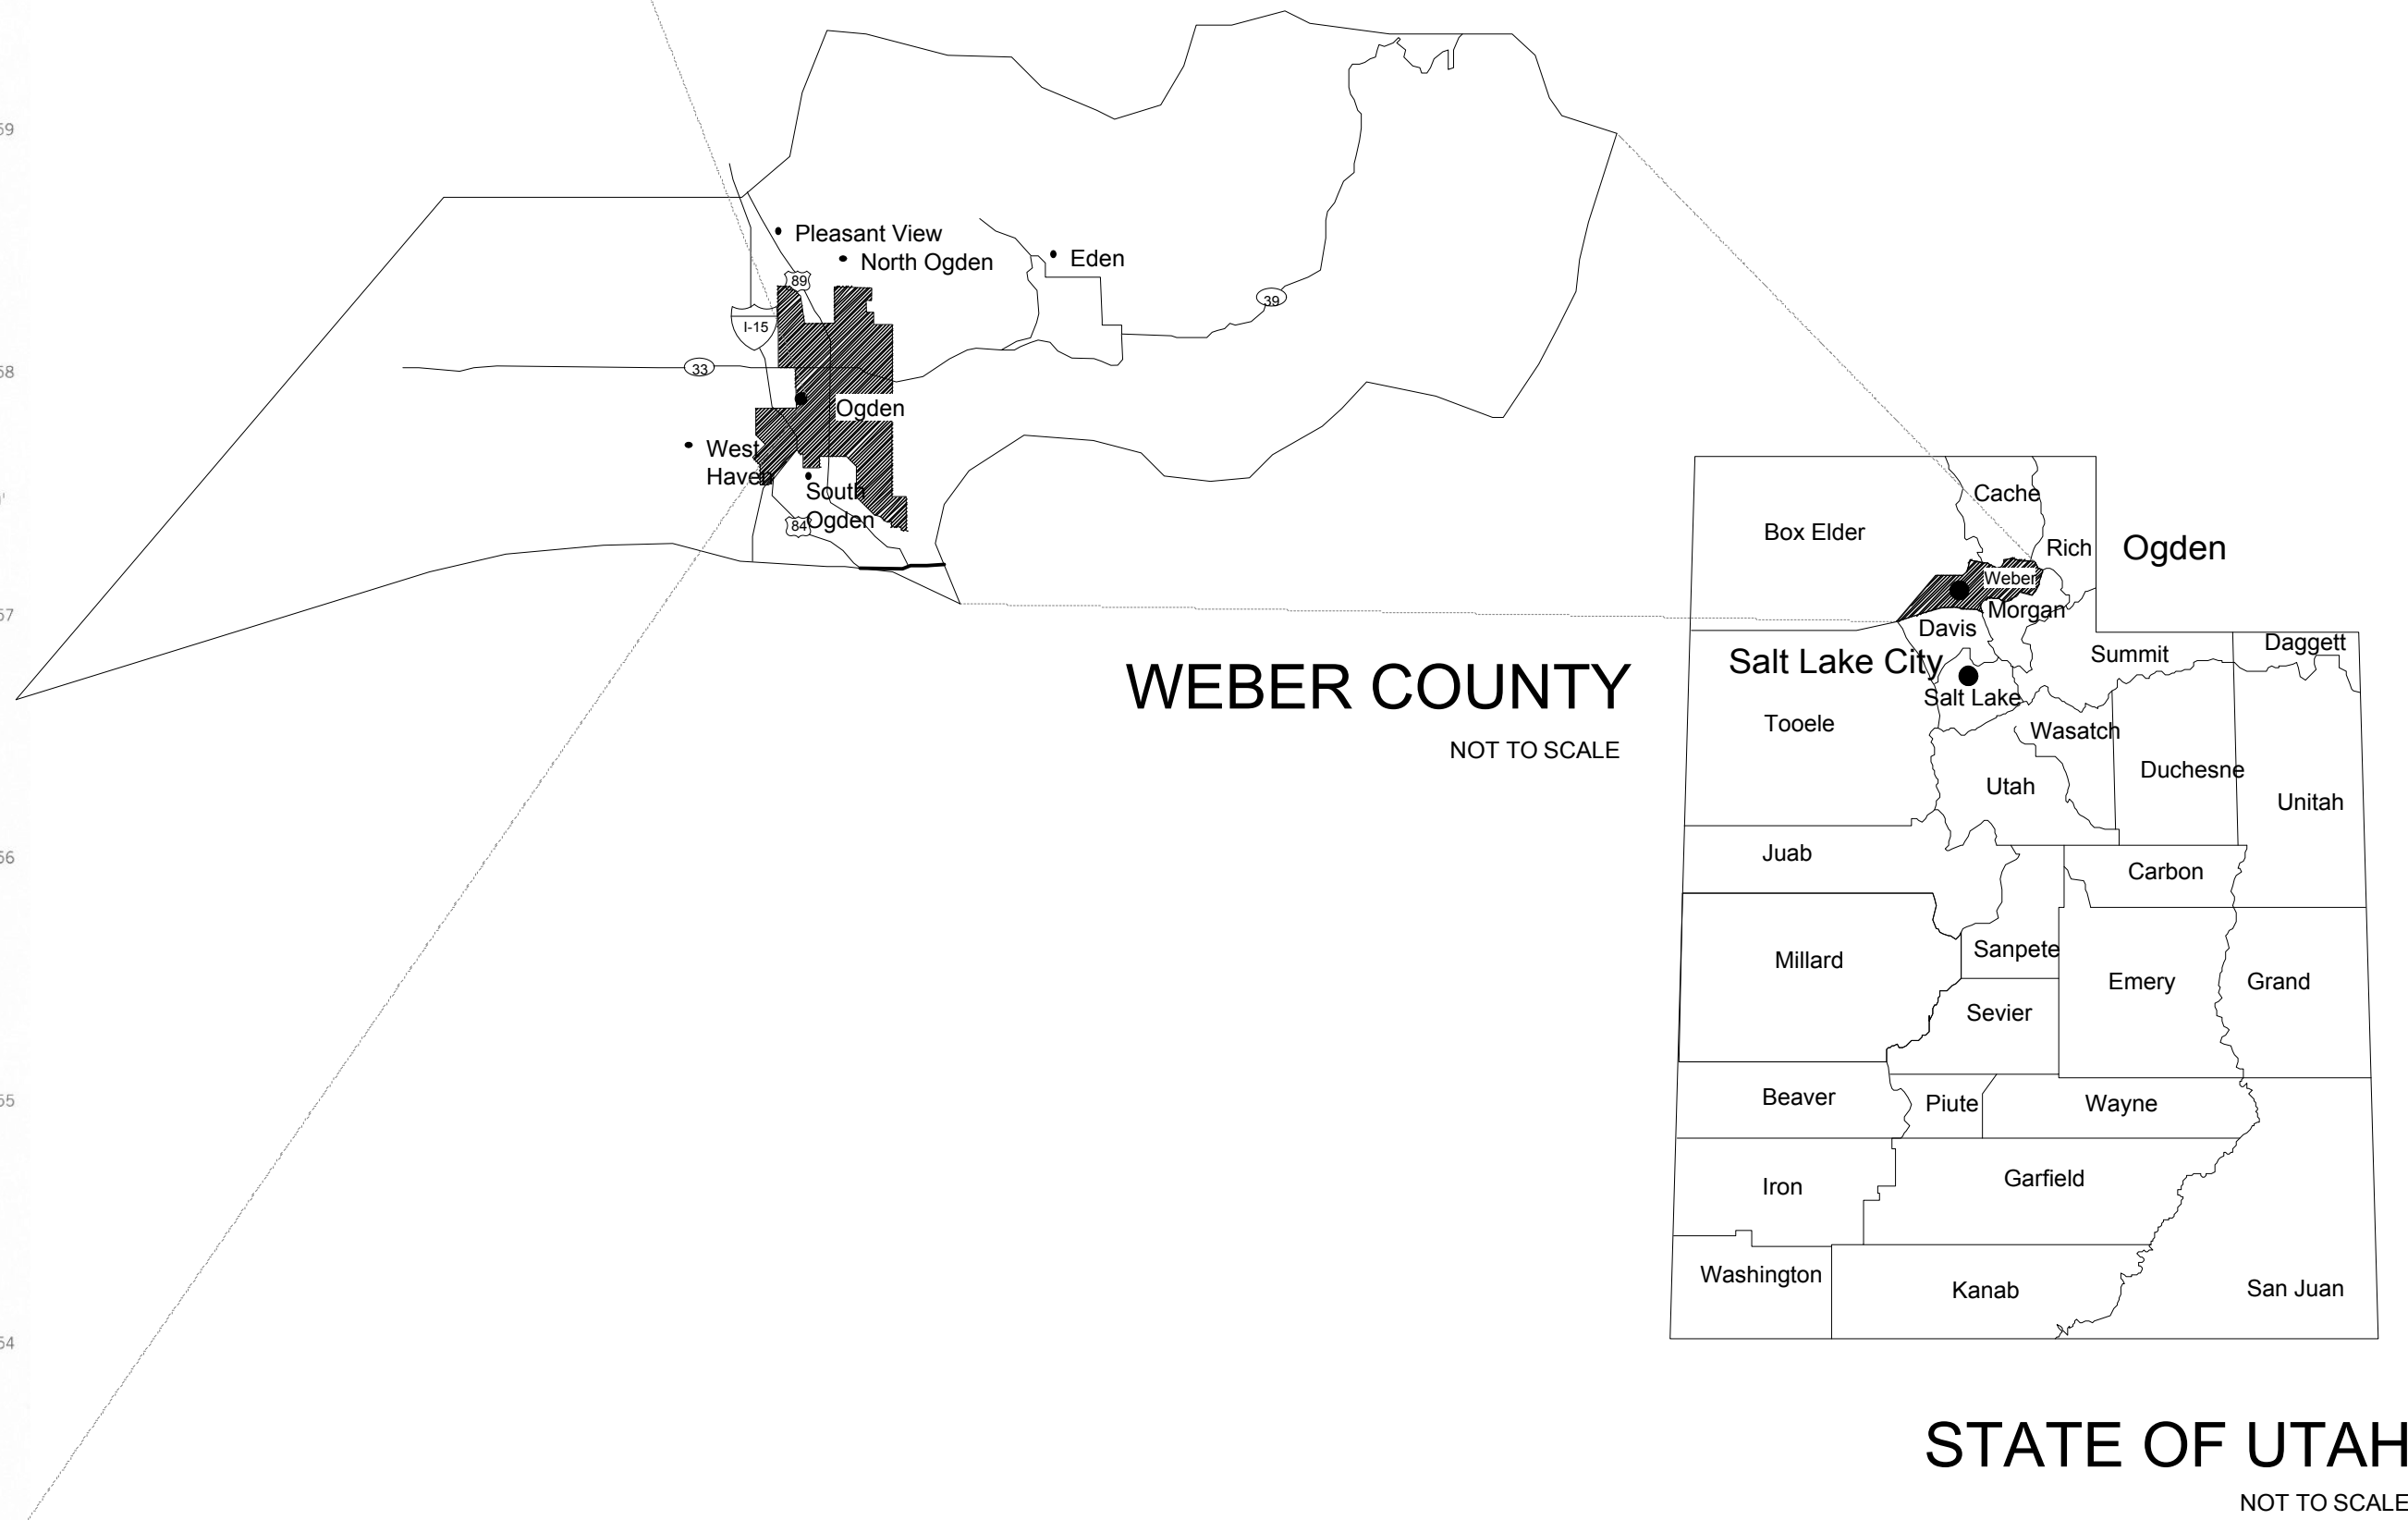 Pleasant View
North Ogden
Eden
89
39
I-15
33
Ogden
West
Haven
South
Ogden
84
WEBER COUNTY
NOT TO SCALE
Cache
Box Elder
Rich
Ogden
Weber
Morgan
Davis
Daggett
Summit
Salt Lake City
Salt Lake
Tooele
Wasatch
Duchesne
Utah
Unitah
Juab
Carbon
Sanpete
Millard
Emery
Grand
Sevier
Beaver
Piute
Wayne
Garfield
Iron
Washington
Kanab
San Juan
STATE OF UTAH
NOT TO SCALE